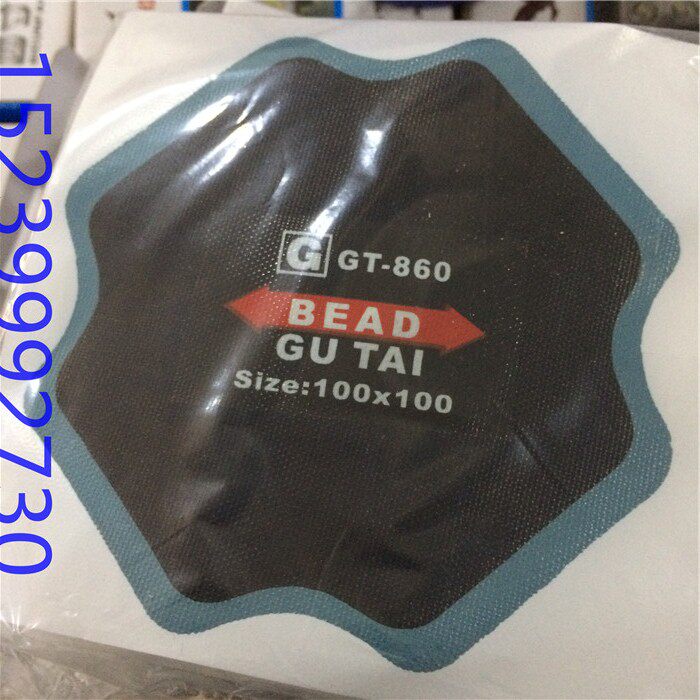 15239992730
G GT-860
BEAD
GU TAI
Size:100x100